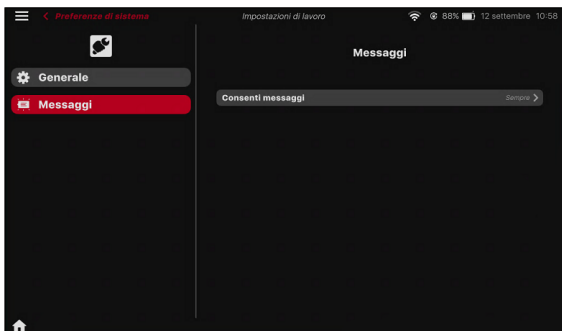 Preferenze di sistema
Impostazioni di lavoro
88%
12 settembre 10:58
Generale
Messaggi
Messaggi
Consenti messaggi
Sempre